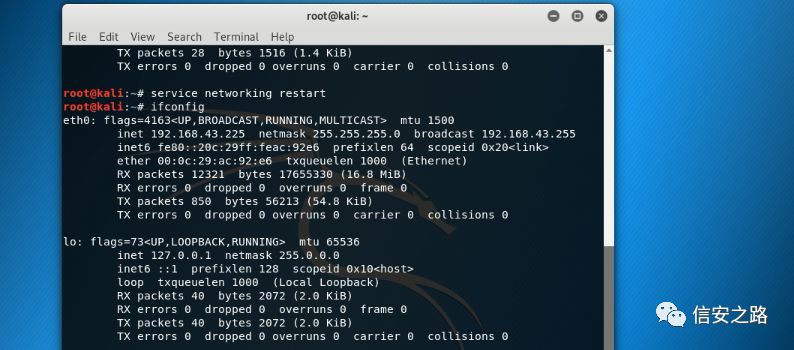 root@kali: ~
File Edit View Search Terminal Help
TX packets 28  bytes 1516 (1.4 KiB)
TX errors 0  dropped 0 overruns 0  carrier 0  collisions 0
root@kali:~# service networking restart
root@kali:~# ifconfig
eth0: flags=4163<UP,BROADCAST,RUNNING,MULTICAST>  mtu 1500
inet 192.168.43.225  netmask 255.255.255.0  broadcast 192.168.43.255
inet6 fe80::20c:29ff:feac:92e6  prefixlen 64  scopeid 0x20<link>
ether 00:0c:29:ac:92:e6  txqueuelen 1000  (Ethernet)
RX packets 12321  bytes 17655330 (16.8 MiB)
RX errors 0  dropped 0  overruns 0  frame 0
TX packets 850  bytes 56213 (54.8 KiB)
TX errors 0  dropped 0 overruns 0  carrier 0  collisions 0
lo: flags=73<UP,LOOPBACK,RUNNING>  mtu 65536
inet 127.0.0.1  netmask 255.0.0.0
inet6 ::1  prefixlen 128  scopeid 0x10<host>
loop  txqueuelen 1000  (Local Loopback)
RX packets 40  bytes 2072 (2.0 KiB)
RX errors 0  dropped 0  overruns 0  frame 0
TX packets 40  bytes 2072 (2.0 KiB)
TX errors 0  dropped 0 overruns 0  carrier 0  collisions 0
信安之路